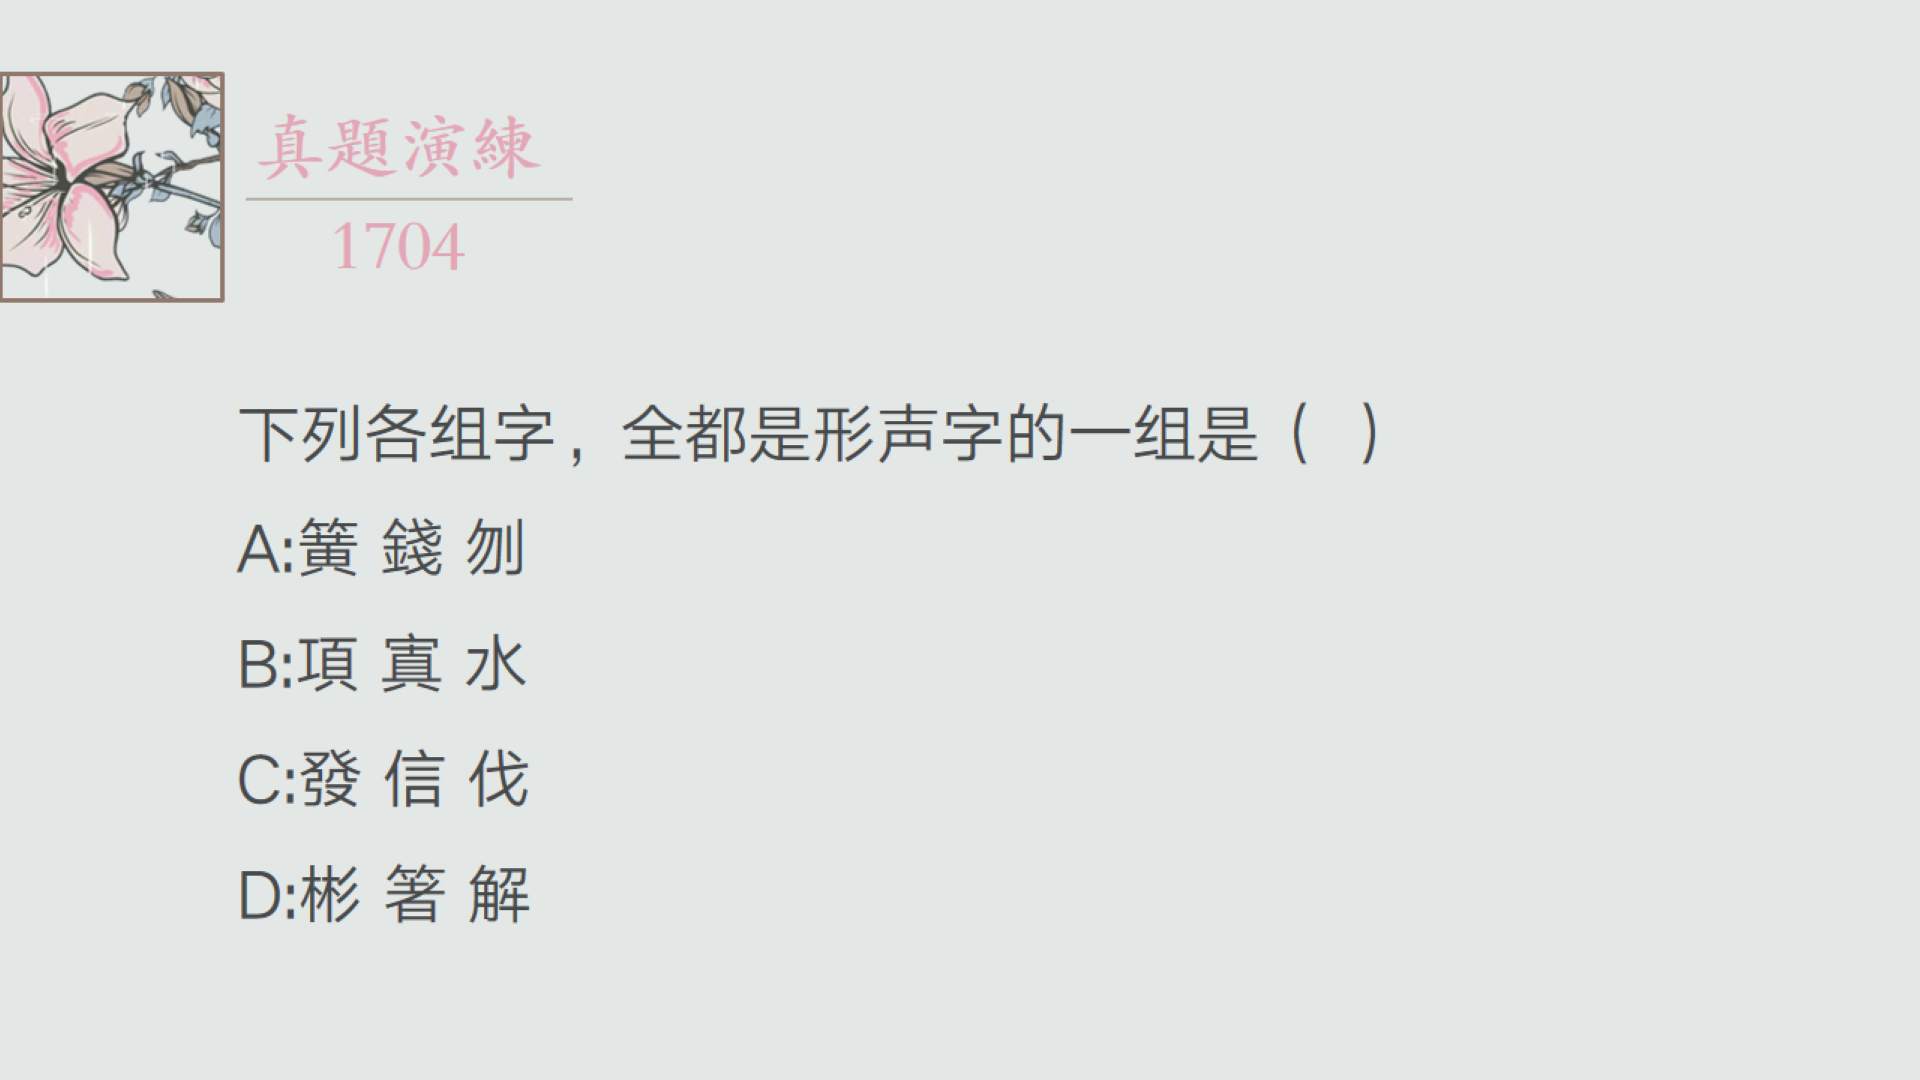 真題演練
1704
下列各组字，全都是形声字的一组是（ ）
A:簧 錢 刎
B:項 寘 水
C:發 信 伐
D:彬 箸 解